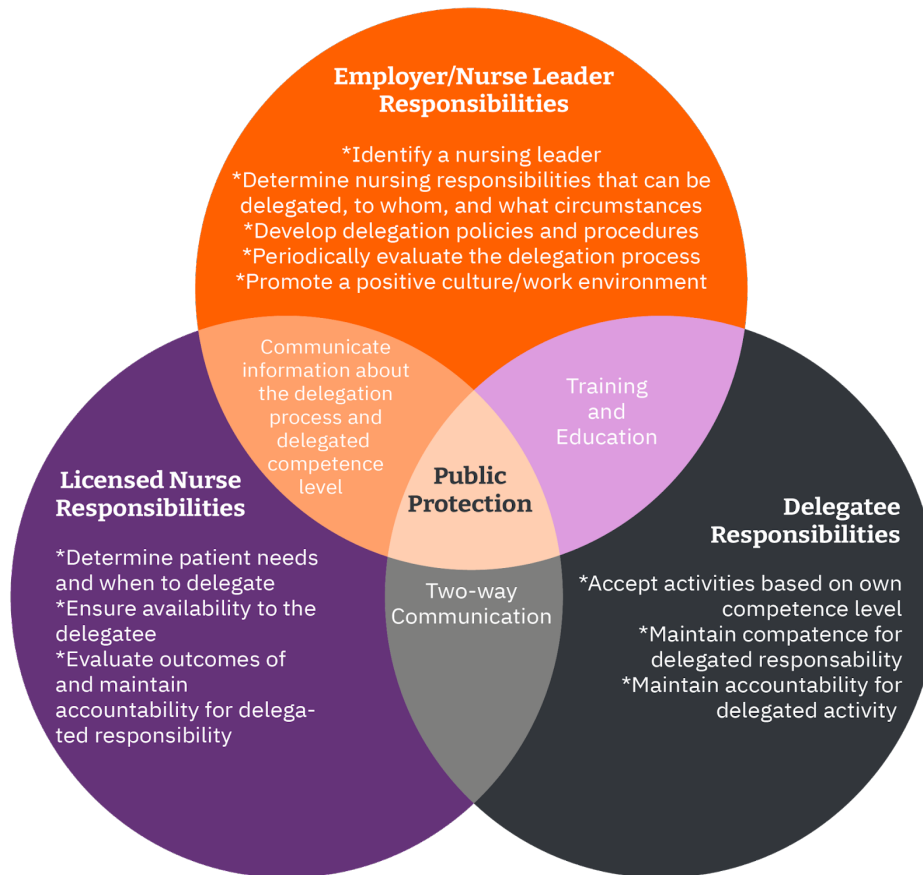 Employer/Nurse Leader
Responsibilities
*Identify a nursing leader
*Determine nursing responsibilities that can be
delegated, to whom, and what circumstances
*Develop delegation policies and procedures
*Periodically evaluate the delegation process
*Promote a positive culture/work environment
Communicate
information about
the delegation
process and
delegated
competence
level
Training
and
Education
Public
Protection
Licensed Nurse
Responsibilities
*Determine patient needs
and when to delegate
*Ensure availability to the
delegatee
*Evaluate outcomes of
and maintain
accountability for delega-
ted responsibility
Two-way
Communication
Delegatee
Responsibilities
*Accept activities based on own
competence level
*Maintain compatence for
delegated responsability
*Maintain accountability for
delegated activity